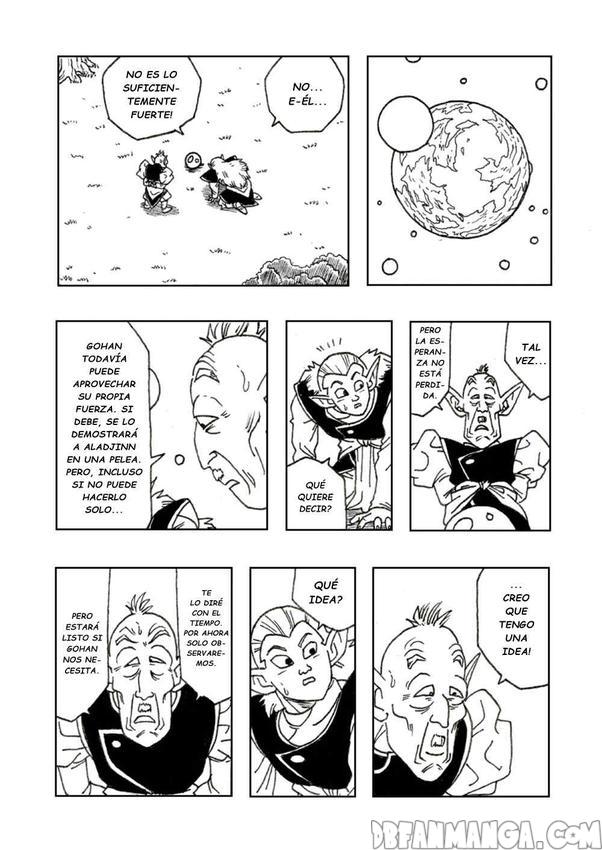 NO...
E-ÉL...
NO ES LO
SUFICIEN-
TEMENTE
FUERTE!
TAL
VEZ...
PERO
LA ES-
PERANZA
NO ESTÁ
PERDI-
DA.
QUÉ
QUIERE
DECIR?
GOHAN
TODAVÍA
PUEDE
APROVECHAR
SU PROPIA
FUERZA. SI
DEBE, SE LO
DEMOSTRARÁ
A ALADJINN
EN UNA PELEA.
PERO, INCLUSO
SI NO PUEDE
HACERLO
SOLO...
...
CREO
QUE
TENGO
UNA
IDEA!
QUÉ
IDEA?
TE
LO DIRÉ
CON EL
TIEMPO.
POR AHORA
SOLO OB-
SERVARE-
MOS.
PERO
ESTARÁ
LISTO SI
GOHAN
NOS NE-
CESITA.
DBFANMANGA.COM